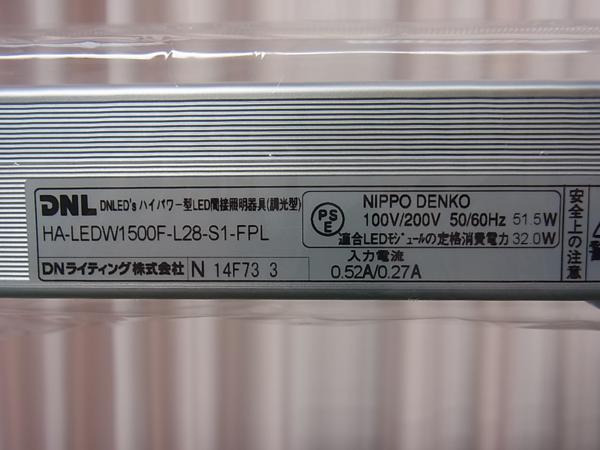 DNL DNLED's ハイパワー型LED間接照明器具(調光型)
HA-LEDW1500F-L28-S1-FPL
DNライティング株式会社 N 14F73 3
PS
E
NIPPO DENKO
100V/200V 50/60Hz 51.5W
適合LEDモジュールの定格消費電力 32.0W
入力電流
0.52A/0.27A
安全上の注意